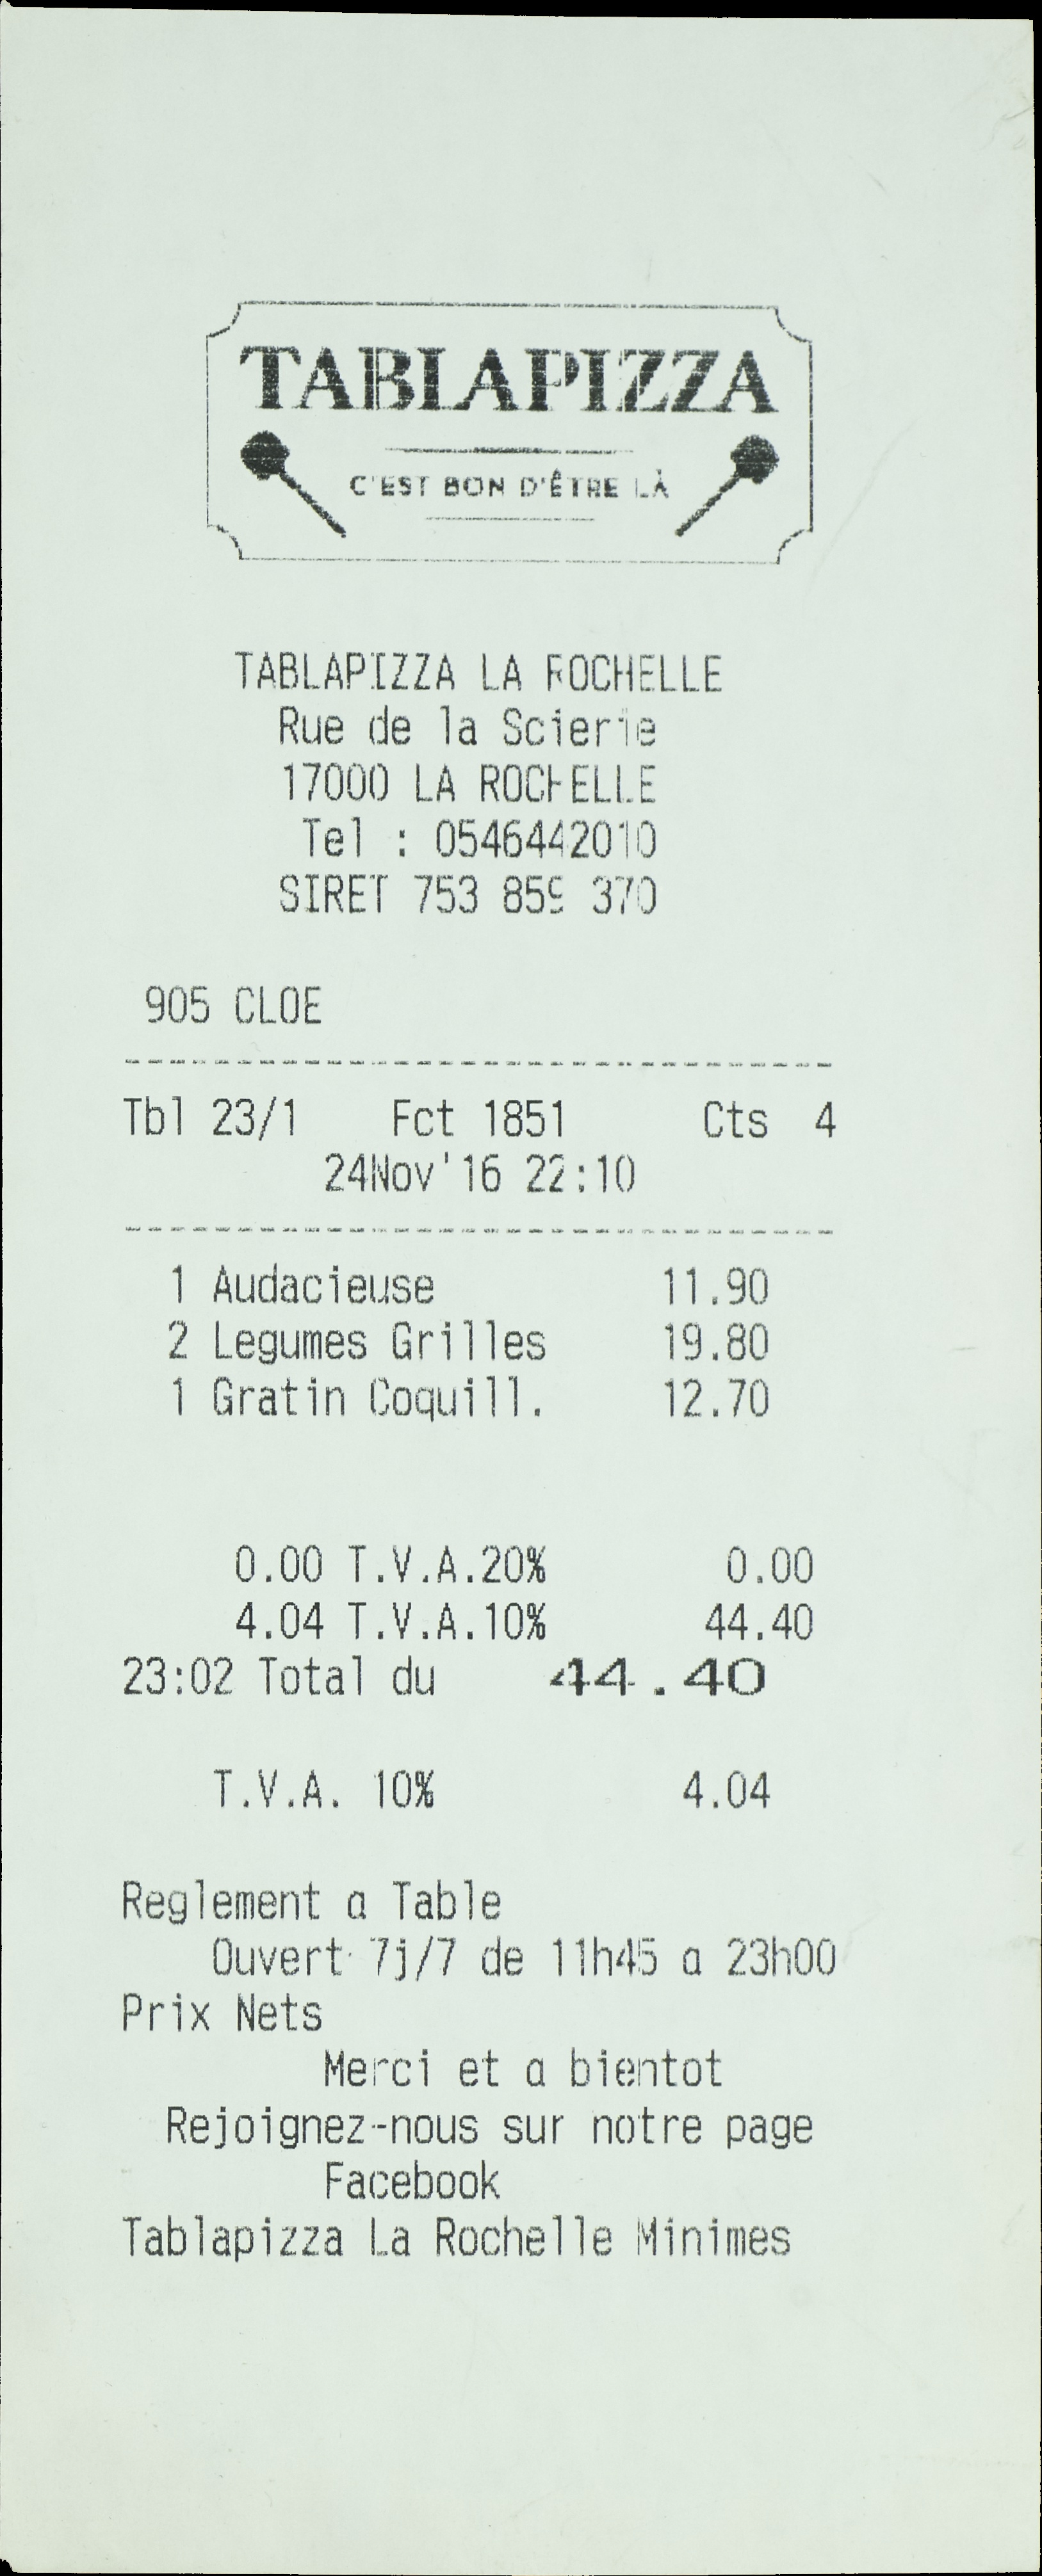 TABLAPIZZA
C'EST BON D'ÊTRE LÀ
TABLAPIZZA LA ROCHELLE
Rue de la Scierie
17000 LA ROCHELLE
Tel : 0546442010
SIRET 753 859 370
905 CLOE
--------------------------------
Tbl 23/1 Fct 1851 Cts 4
24Nov'16 22:10
--------------------------------
1 Audacieuse 11.90
2 Legumes Grilles 19.80
1 Gratin Coquill. 12.70
0.00 T.V.A.20% 0.00
4.04 T.V.A.10% 44.40
23:02 Total du 44.40
T.V.A. 10% 4.04
Reglement a Table
Ouvert 7j/7 de 11h45 a 23h00
Prix Nets
Merci et a bientot
Rejoignez-nous sur notre page
Facebook
Tablapizza La Rochelle Minimes